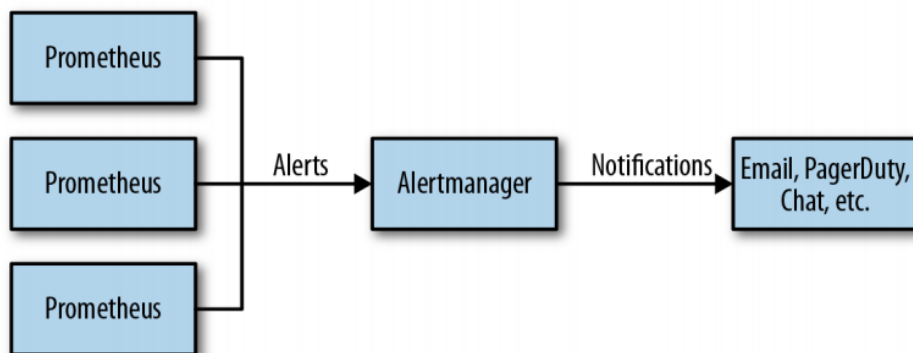 Prometheus
Prometheus
Alerts
Alertmanager
Notifications
Email, PagerDuty,
Chat, etc.
Prometheus